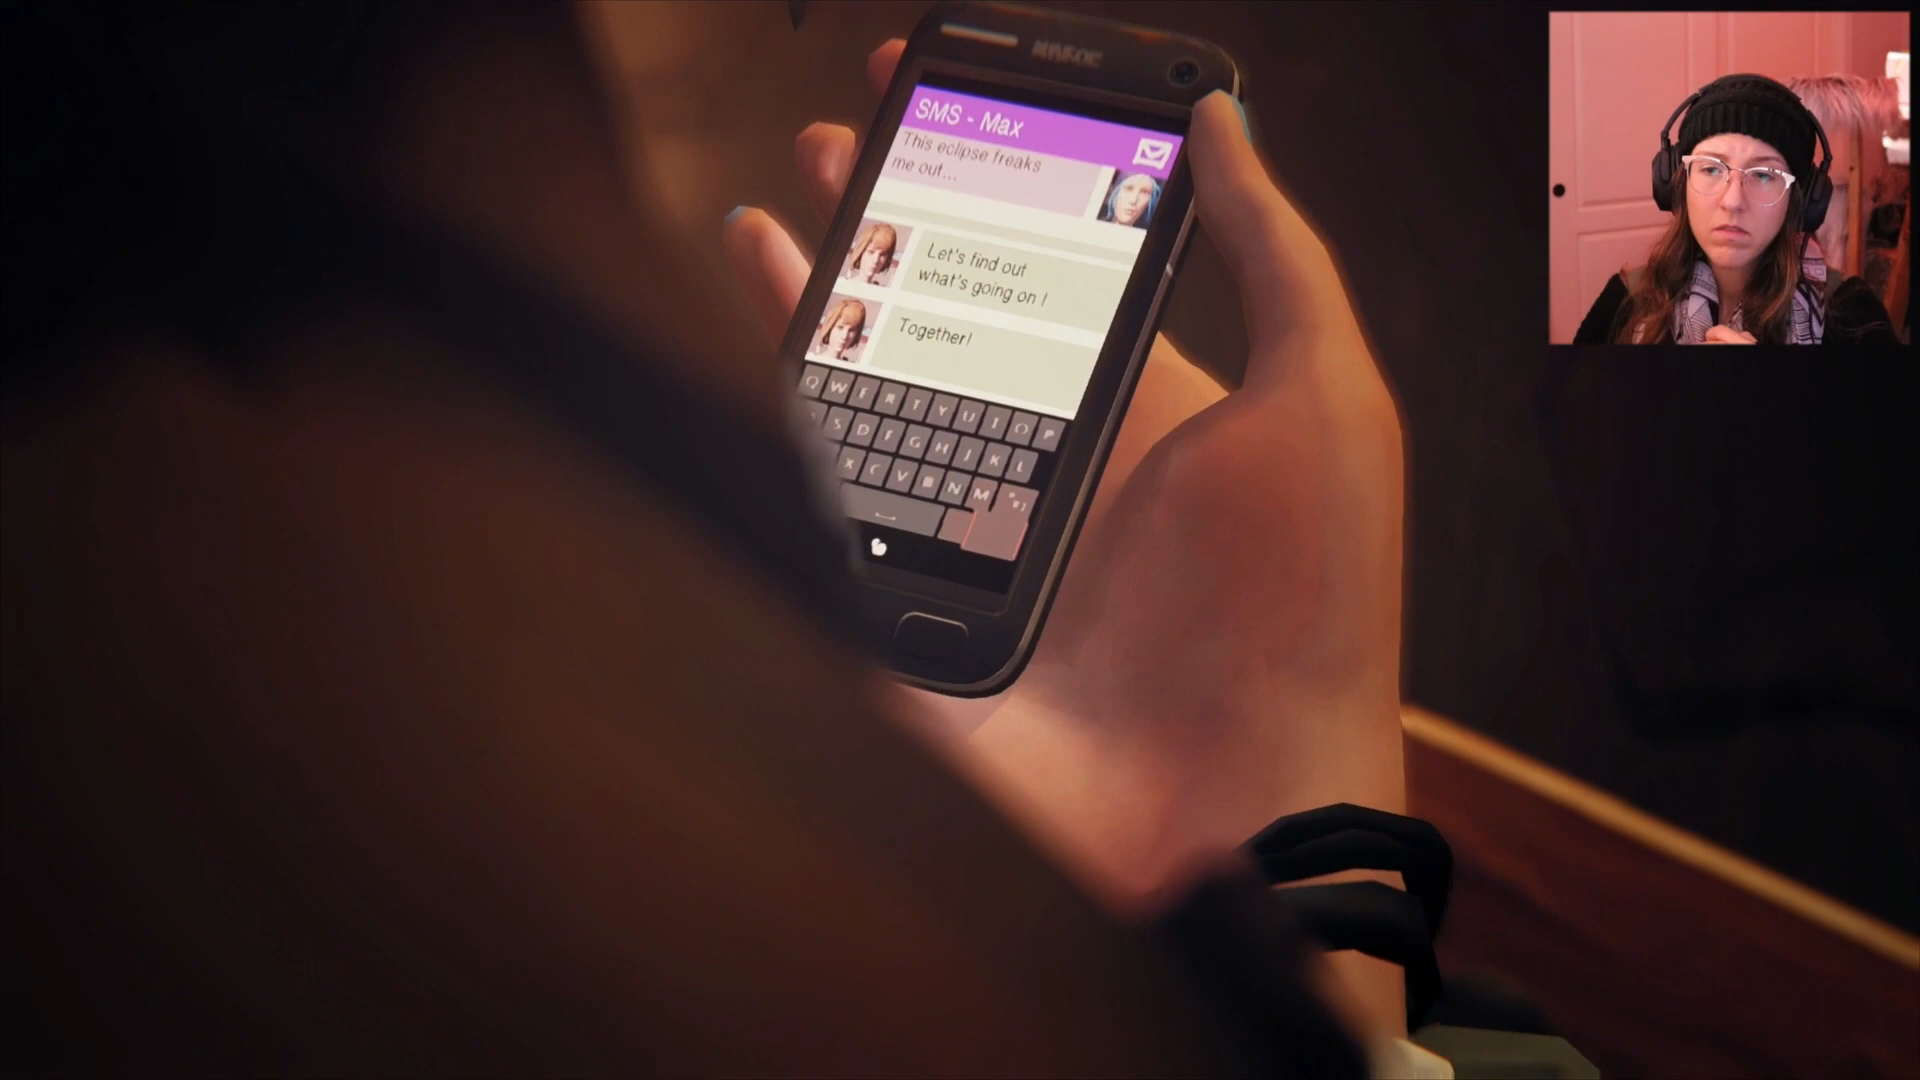 SMS - Max
This eclipse freaks
me out...
Let's find out
what's going on !
Together!
Q W E R T Y U I O P
S D F G H J K L
X C V B N M